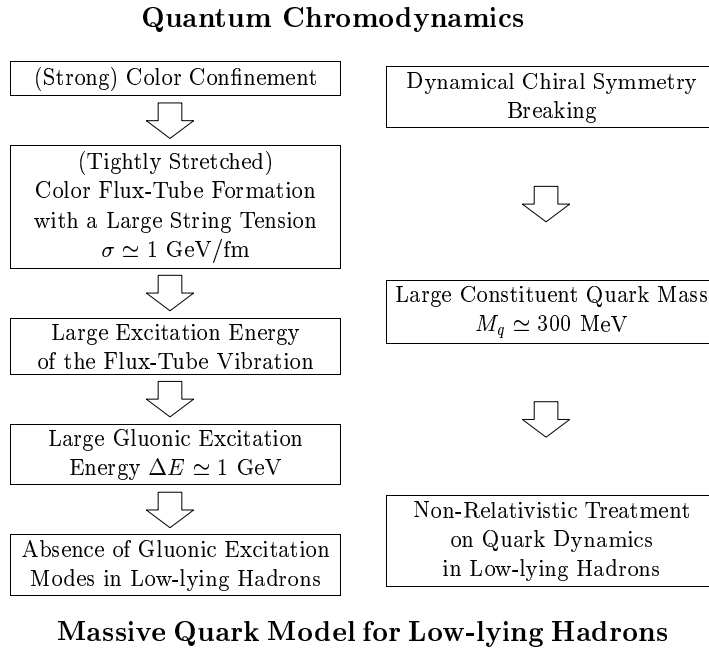 Quantum Chromodynamics
(Strong) Color Confinement
(Tightly Stretched)
Color Flux-Tube Formation
with a Large String Tension
σ ≃ 1 GeV/fm
Large Excitation Energy
of the Flux-Tube Vibration
Large Gluonic Excitation
Energy ΔE ≃ 1 GeV
Absence of Gluonic Excitation
Modes in Low-lying Hadrons
Dynamical Chiral Symmetry
Breaking
Large Constituent Quark Mass
M_q ≃ 300 MeV
Non-Relativistic Treatment
on Quark Dynamics
in Low-lying Hadrons
Massive Quark Model for Low-lying Hadrons